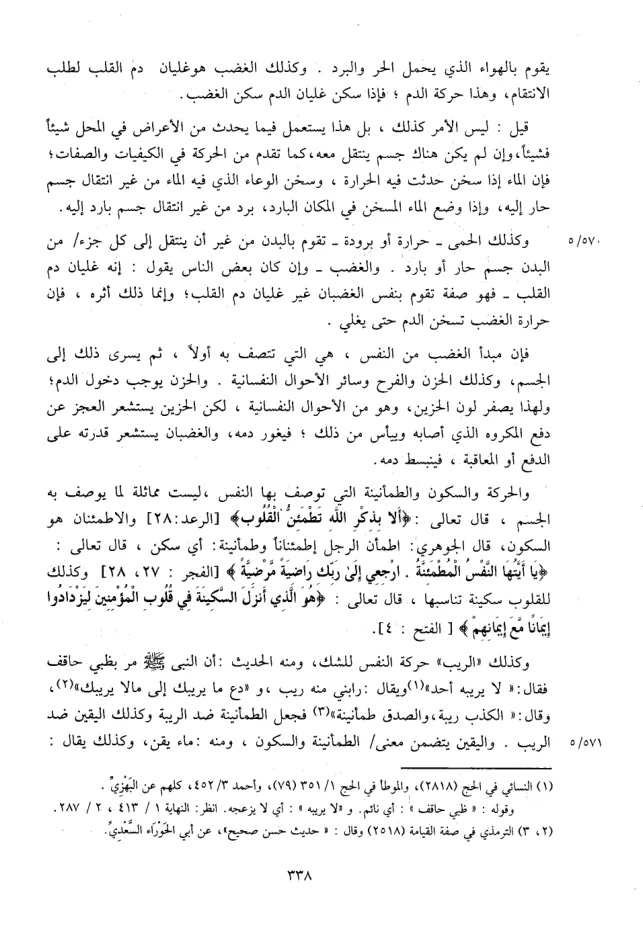 يقوم بالهواء الذي يحمل الحر والبرد . وكذلك الغضب هوغليان دم القلب لطلب
الانتقام، وهذا حركة الدم ؛ فإذا سكن غليان الدم سكن الغضب.
قيل : ليس الأمر كذلك ، بل هذا يستعمل فيما يحدث من الأعراض في المحل شيئاً
فشيئاً،وإن لم يكن هناك جسم ينتقل معه،كما تقدم من الحركة في الكيفيات والصفات؛
فإن الماء إذا سخن حدثت فيه الحرارة ، وسخن الوعاء الذي فيه الماء من غير انتقال جسم
حار إليه، وإذا وضع الماء المسخن في المكان البارد، برد من غير انتقال جسم بارد إليه.
٥/٥٧٠ وكذلك الحمى ـ حرارة أو برودة ـ تقوم بالبدن من غير أن ينتقل إلى كل جزء/ من
البدن جسم حار أو بارد . والغضب ـ وإن كان بعض الناس يقول : إنه غليان دم
القلب ـ فهو صفة تقوم بنفس الغضبان غير غليان دم القلب؛ وإنما ذلك أثره ، فإن
حرارة الغضب تسخن الدم حتى يغلي .
فإن مبدأ الغضب من النفس ، هي التي تتصف به أولاً ، ثم يسرى ذلك إلى
الجسم، وكذلك الحزن والفرح وسائر الأحوال النفسانية . والحزن يوجب دخول الدم؛
ولهذا يصفر لون الحزين، وهو من الأحوال النفسانية ، لكن الحزين يستشعر العجز عن
دفع المكروه الذي أصابه وييأس من ذلك ؛ فيغور دمه، والغضبان يستشعر قدرته على
الدفع أو المعاقبة ، فينبسط دمه.
والحركة والسكون والطمأنينة التي توصف بها النفس ،ليست مماثلة لما يوصف به
الجسم ، قال تعالى :﴿أَلا بِذِكْرِ اللَّهِ تَطْمَئِنُّ الْقُلُوب﴾ [الرعد:٢٨] والاطمئنان هو
السكون، قال الجوهري: اطمأن الرجل إطمئناناً وطمأنينة: أي سكن ، قال تعالى :
﴿يَا أَيَّتُهَا النَّفْسُ الْمُطْمَئِنَّةُ . ارْجِعِي إِلَىٰ رَبِّكِ رَاضِيَةً مَّرْضِيَّةً ﴾ [الفجر : ٢٧، ٢٨] وكذلك
للقلوب سكينة تناسبها ، قال تعالى : ﴿هُوَ الَّذِي أَنزَلَ السَّكِينَةَ فِي قُلُوبِ الْمُؤْمِنِينَ لِيَزْدَادُوا
إِيمَانًا مَّعَ إِيمَانِهِمْ ﴾ [ الفتح : ٤].
وكذلك «الريب» حركة النفس للشك، ومنه الحديث :أن النبى ﷺ مر بظبي حاقف
فقال:« لا يريبه أحد»(١)ويقال :رابني منه ريب ،و «دع ما يريبك إلى مالا يريبك»(٢)،
وقال:« الكذب ريبة،والصدق طمأنينة»(٣) فجعل الطمأنينة ضد الريبة وكذلك اليقين ضد
٥/٥٧١ الريب . واليقين يتضمن معنى/ الطمأنينة والسكون ، ومنه :ماء يقن، وكذلك يقال :
(١) النسائي في الحج (٢٨١٨)، والموطأ في الحج ١/ ٣٥١ (٧٩)، وأحمد ٣/ ٤٥٢، كلهم عن البَهْزِيِّ .
وقوله : « ظبي حاقف » : أي نائم. و «لا يريبه » : أي لا يزعجه. انظر: النهاية ١ / ٤١٣ ، ٢ / ٢٨٧ .
(٢، ٣) الترمذي في صفة القيامة (٢٥١٨) وقال : « حديث حسن صحيح»، عن أبي الحَوْرَاء السَّعْديِّ.
٣٣٨